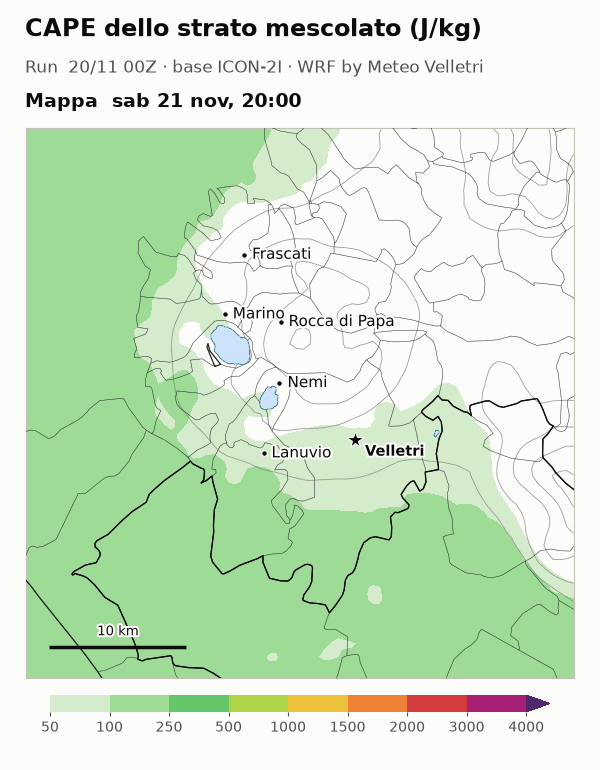 CAPE dello strato mescolato (J/kg)
Run  20/11 00Z · base ICON-2I · WRF by Meteo Velletri
Mappa  sab 21 nov, 20:00
Frascati
Marino
Rocca di Papa
Nemi
Velletri
Lanuvio
10 km
50 100 250 500 1000 1500 2000 3000 4000